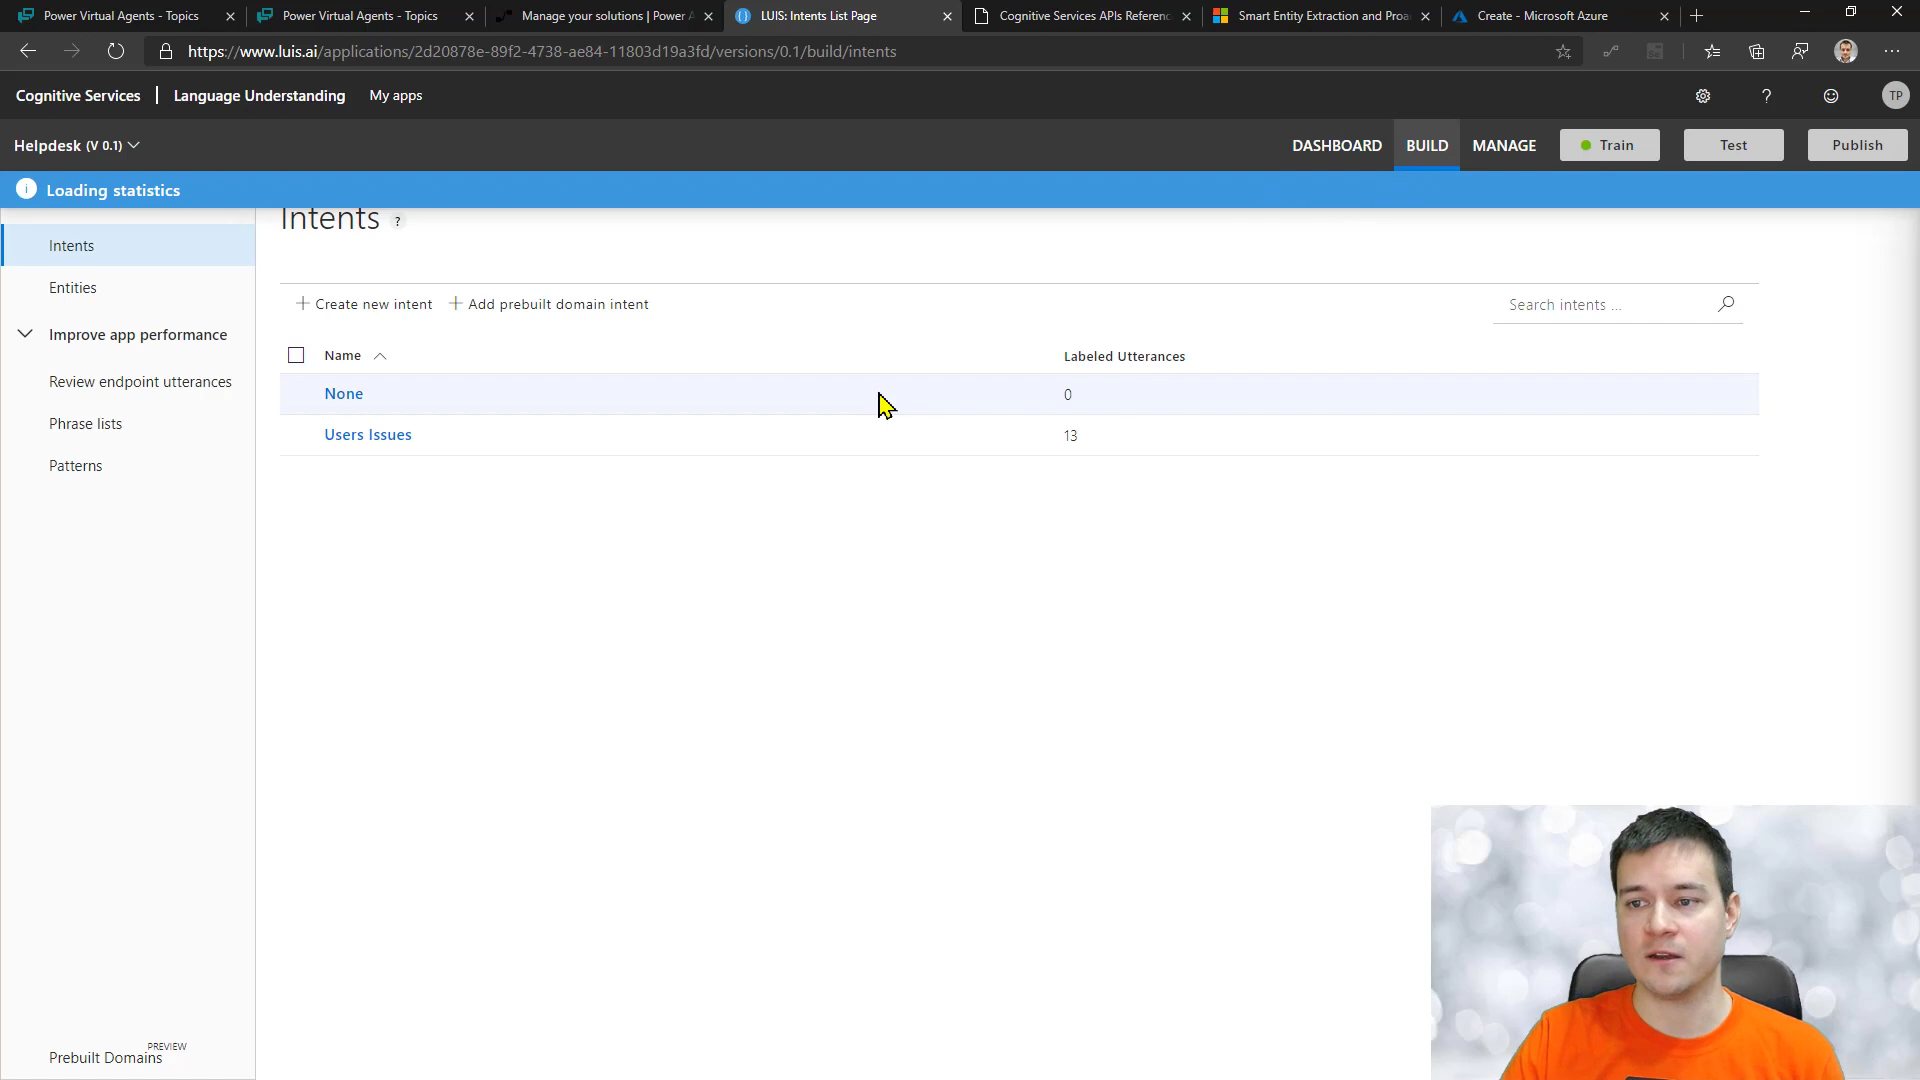 Power Virtual Agents - Topics
Power Virtual Agents - Topics
Manage your solutions | Power A
LUIS: Intents List Page
Cognitive Services APIs Referenc
Smart Entity Extraction and Proa
Create - Microsoft Azure
https://www.luis.ai/applications/2d20878e-89f2-4738-ae84-11803d19a3fd/versions/0.1/build/intents
Cognitive Services | Language Understanding My apps
? TP
Helpdesk (V 0.1)
DASHBOARD BUILD MANAGE Train Test Publish
Loading statistics
Intents ?
Intents
Entities
Improve app performance
Review endpoint utterances
Phrase lists
Patterns
Prebuilt Domains PREVIEW
+ Create new intent + Add prebuilt domain intent
Search intents ...
Name Labeled Utterances
None 0
Users Issues 13